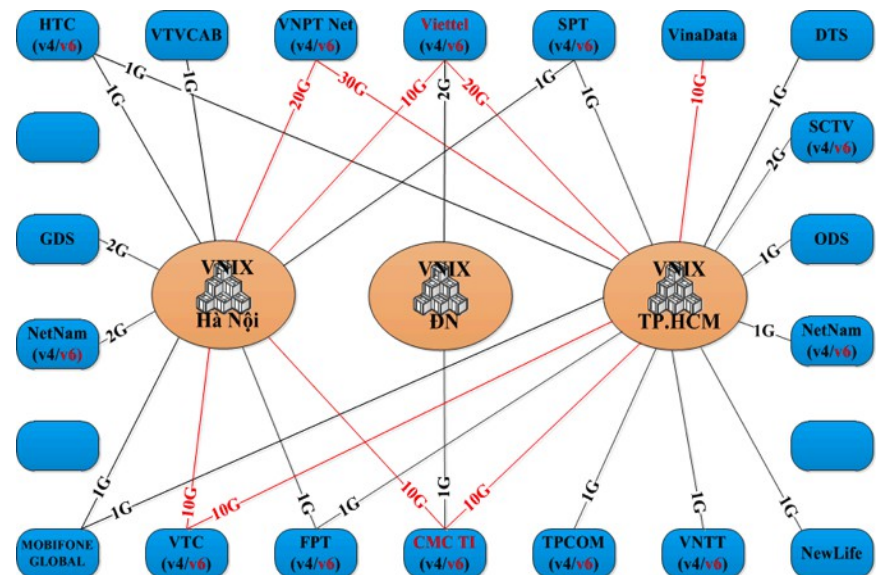 HTC
(v4/v6)
VTVCAB
VNPT Net
(v4/v6)
Viettel
(v4/v6)
SPT
(v4/v6)
VinaData
DTS
1G
1G
1G
20G
30G
10G
2G
20G
1G
1G
10G
1G
SCTV
(v4/v6)
2G
GDS
2G
VNIX
Hà Nội
VNIX
ĐN
VNIX
TP.HCM
1G
ODS
NetNam
(v4/v6)
2G
1G
NetNam
(v4/v6)
1G
1G
10G
10G
1G
1G
10G
1G
10G
1G
1G
1G
MOBIFONE
GLOBAL
VTC
(v4/v6)
FPT
(v4/v6)
CMC TI
(v4/v6)
TPCOM
(v4/v6)
VNTT
(v4/v6)
NewLife